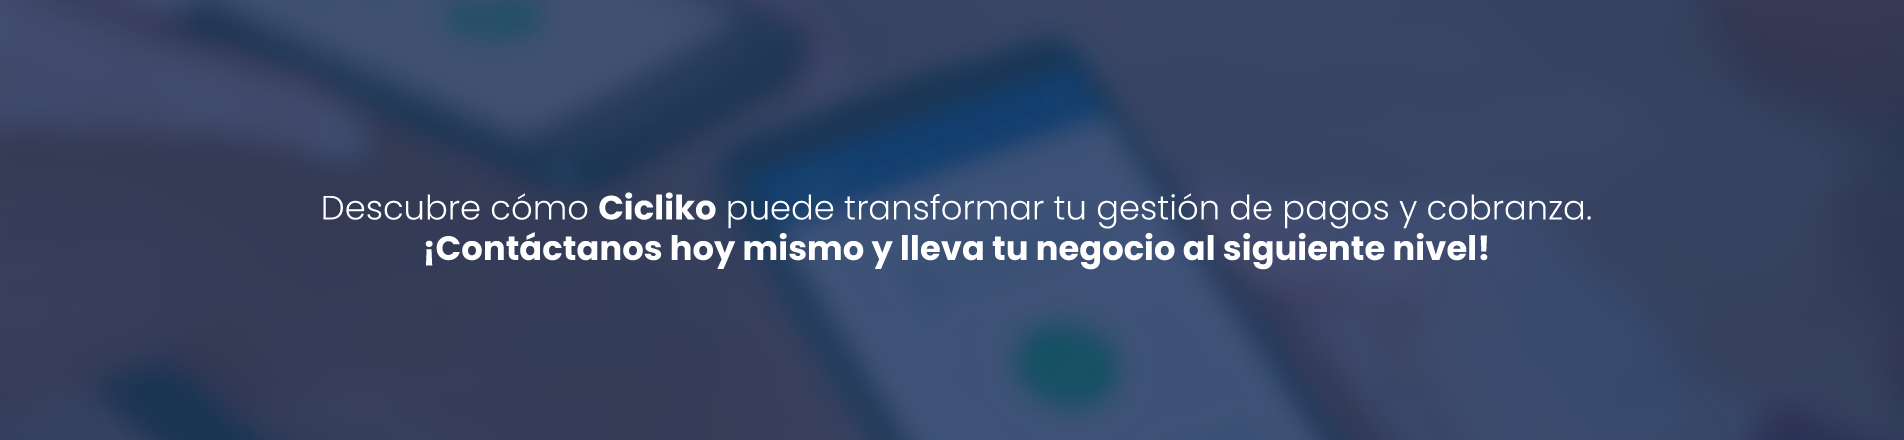 Descubre cómo Cicliko puede transformar tu gestión de pagos y cobranza.
¡Contáctanos hoy mismo y lleva tu negocio al siguiente nivel!